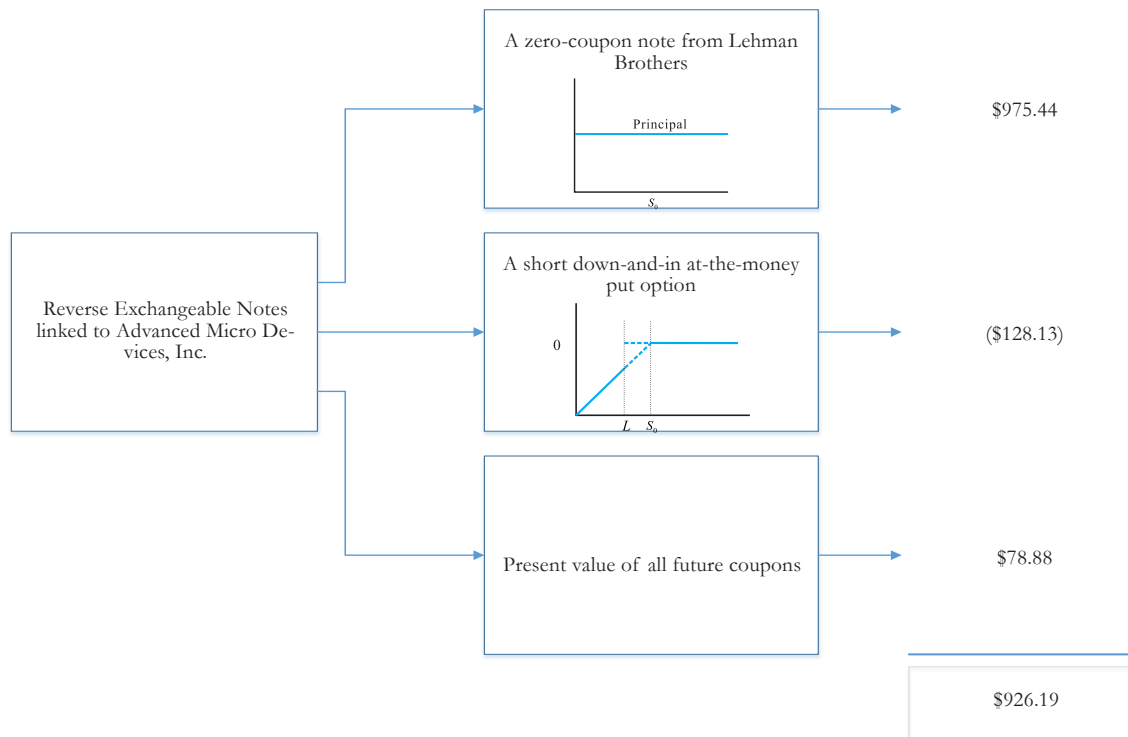 A zero-coupon note from Lehman
Brothers
Principal
S₀
$975.44
Reverse Exchangeable Notes
linked to Advanced Micro De-
vices, Inc.
A short down-and-in at-the-money
put option
0
L S₀
($128.13)
Present value of all future coupons
$78.88
$926.19